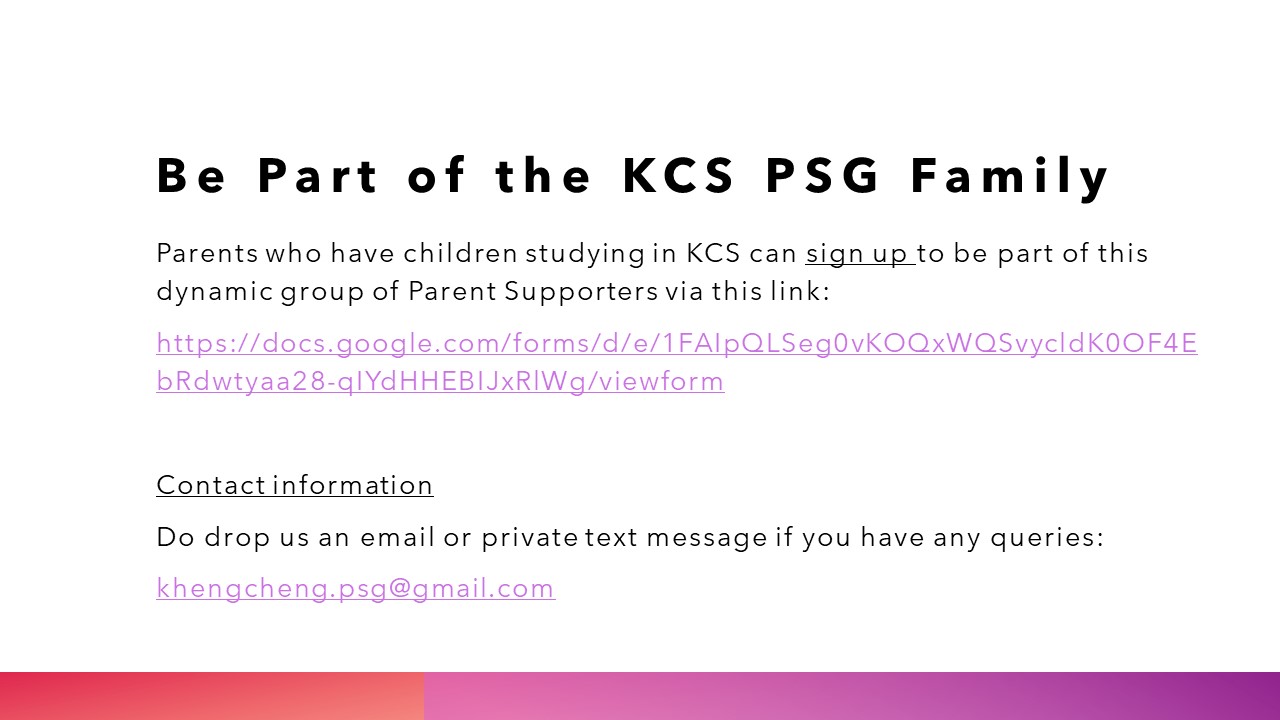 Be Part of the KCS PSG Family
Parents who have children studying in KCS can sign up to be part of this
dynamic group of Parent Supporters via this link:
https://docs.google.com/forms/d/e/1FAIpQLSeg0vKOQxWQSvycldK0OF4E
bRdwtyaa28-qIYdHHEBIJxRlWg/viewform
Contact information
Do drop us an email or private text message if you have any queries:
khengcheng.psg@gmail.com